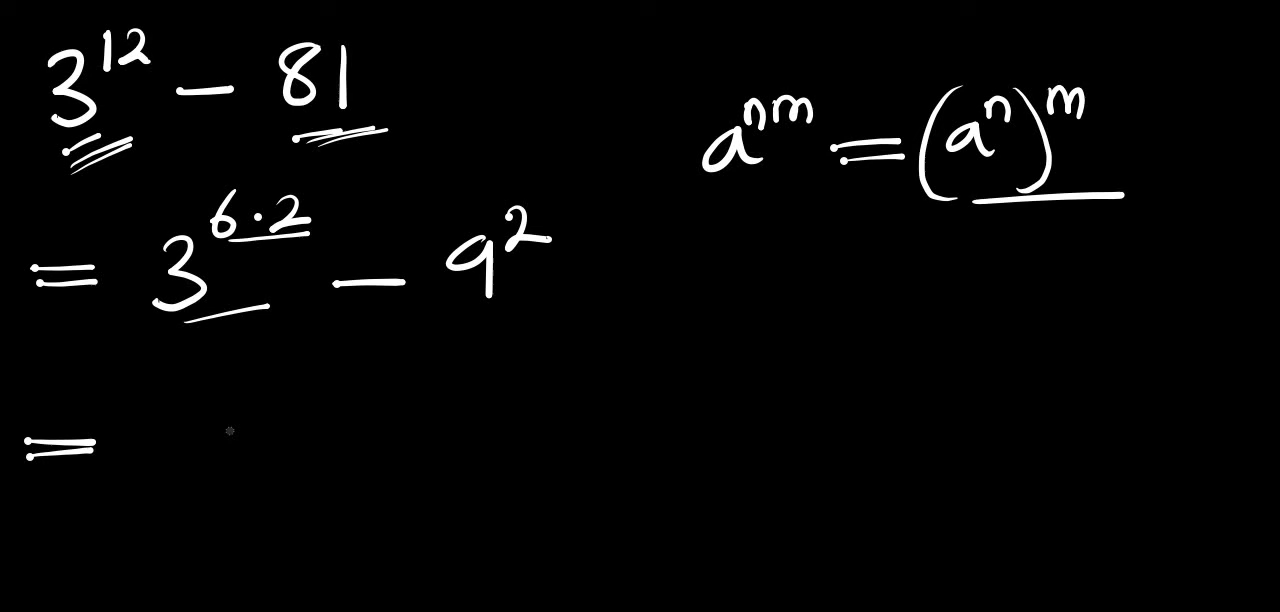 3^12 − 81
a^nm = (a^n)^m
= 3^6·2 − 9^2
=